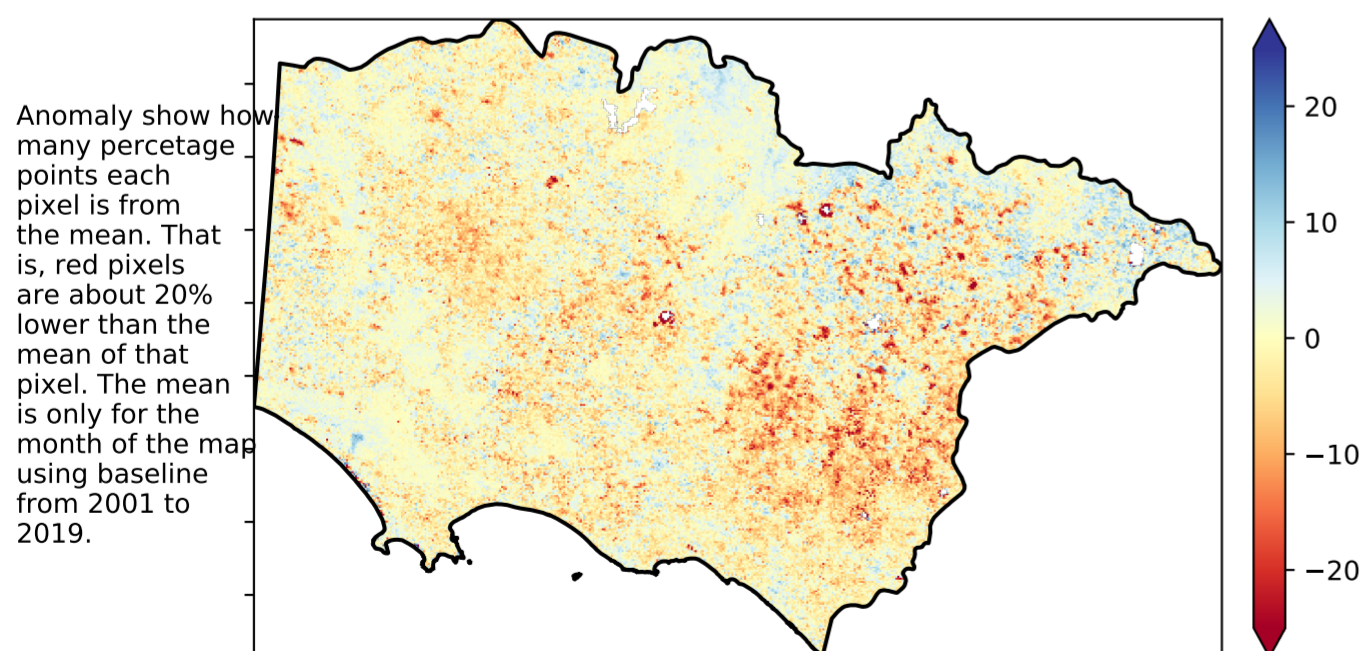 Anomaly show how
many percetage
points each
pixel is from
the mean. That
is, red pixels
are about 20%
lower than the
mean of that
pixel. The mean
is only for the
month of the map
using baseline
from 2001 to
2019.
20
10
0
−10
−20